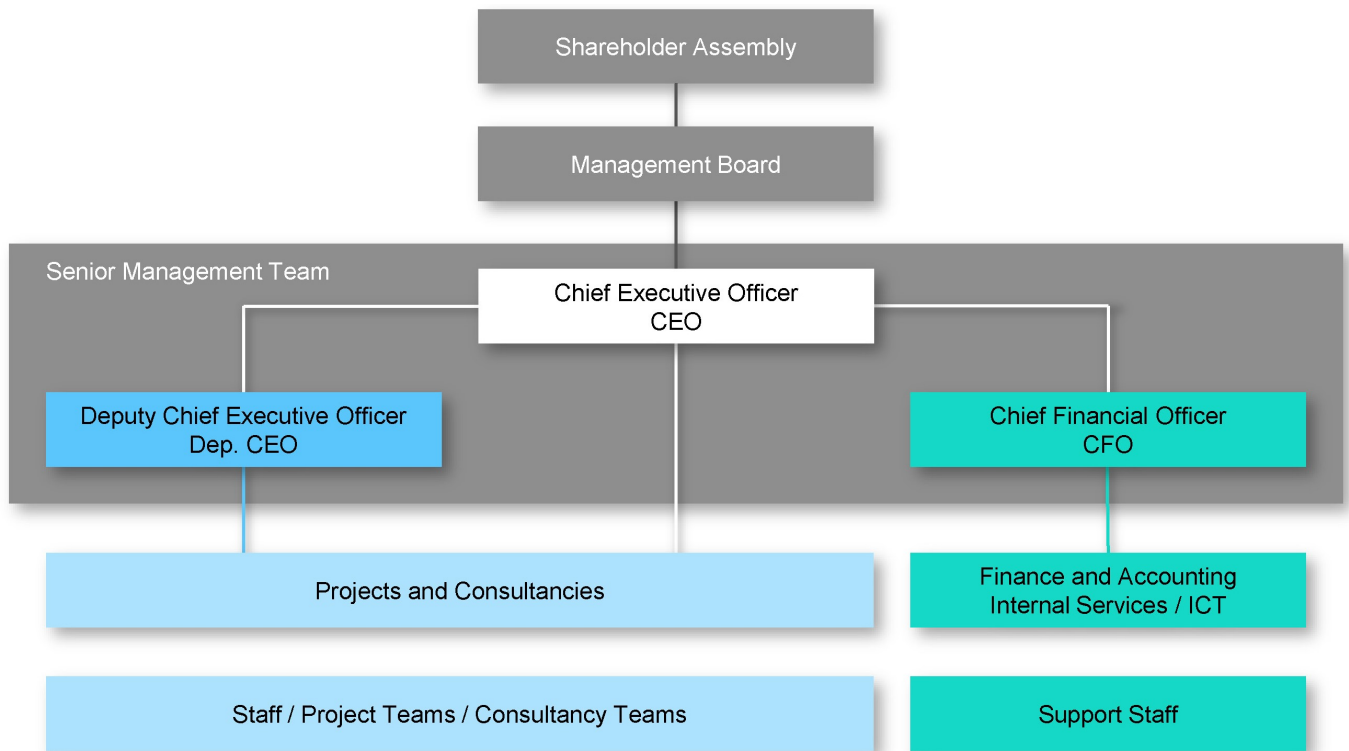 Shareholder Assembly
Management Board
Senior Management Team
Chief Executive Officer
CEO
Deputy Chief Executive Officer
Dep. CEO
Chief Financial Officer
CFO
Projects and Consultancies
Finance and Accounting
Internal Services / ICT
Staff / Project Teams / Consultancy Teams
Support Staff